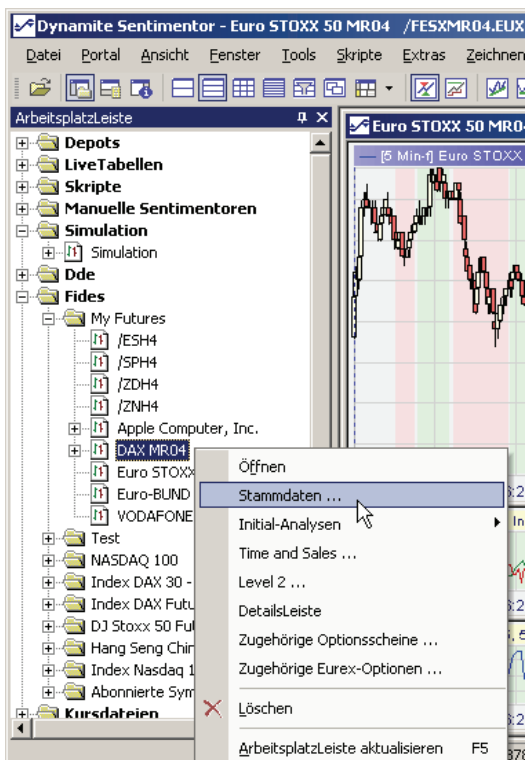 Dynamite Sentimentor - Euro STOXX 50 MR04 /FESXMR04.EUX
Datei Portal Ansicht Fenster Tools Skripte Extras Zeichnen
ArbeitsplatzLeiste
Depots
LiveTabellen
Skripte
Manuelle Sentimentoren
Simulation
Simulation
Dde
Fides
My Futures
/ESH4
/SPH4
/ZDH4
/ZNH4
Apple Computer, Inc.
DAX MR04
Euro STOXX
Euro-BUND
VODAFONE
Test
NASDAQ 100
Index DAX 30 -
Index DAX Futu
DJ Stoxx 50 Fu
Hang Seng Chin
Index Nasdaq 1
Abonnierte Sym
Kursdateien
Euro STOXX 50 MR0
[5 Min-f] Euro STOXX
Öffnen
Stammdaten ...
Initial-Analysen
Time and Sales ...
Level 2 ...
DetailsLeiste
Zugehörige Optionsscheine ...
Zugehörige Eurex-Optionen ...
Löschen
ArbeitsplatzLeiste aktualisieren F5